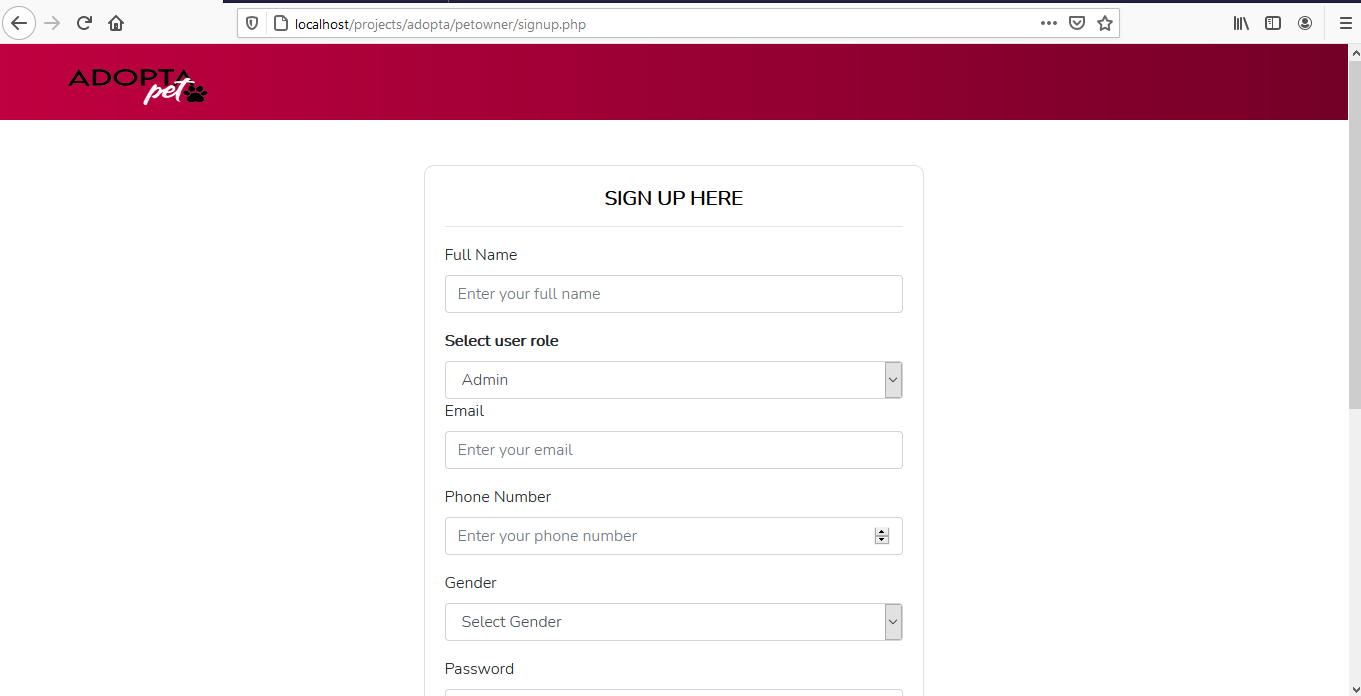 localhost/projects/adopta/petowner/signup.php
ADOPTA
pet
SIGN UP HERE
Full Name
Enter your full name
Select user role
Admin
Email
Enter your email
Phone Number
Enter your phone number
Gender
Select Gender
Password